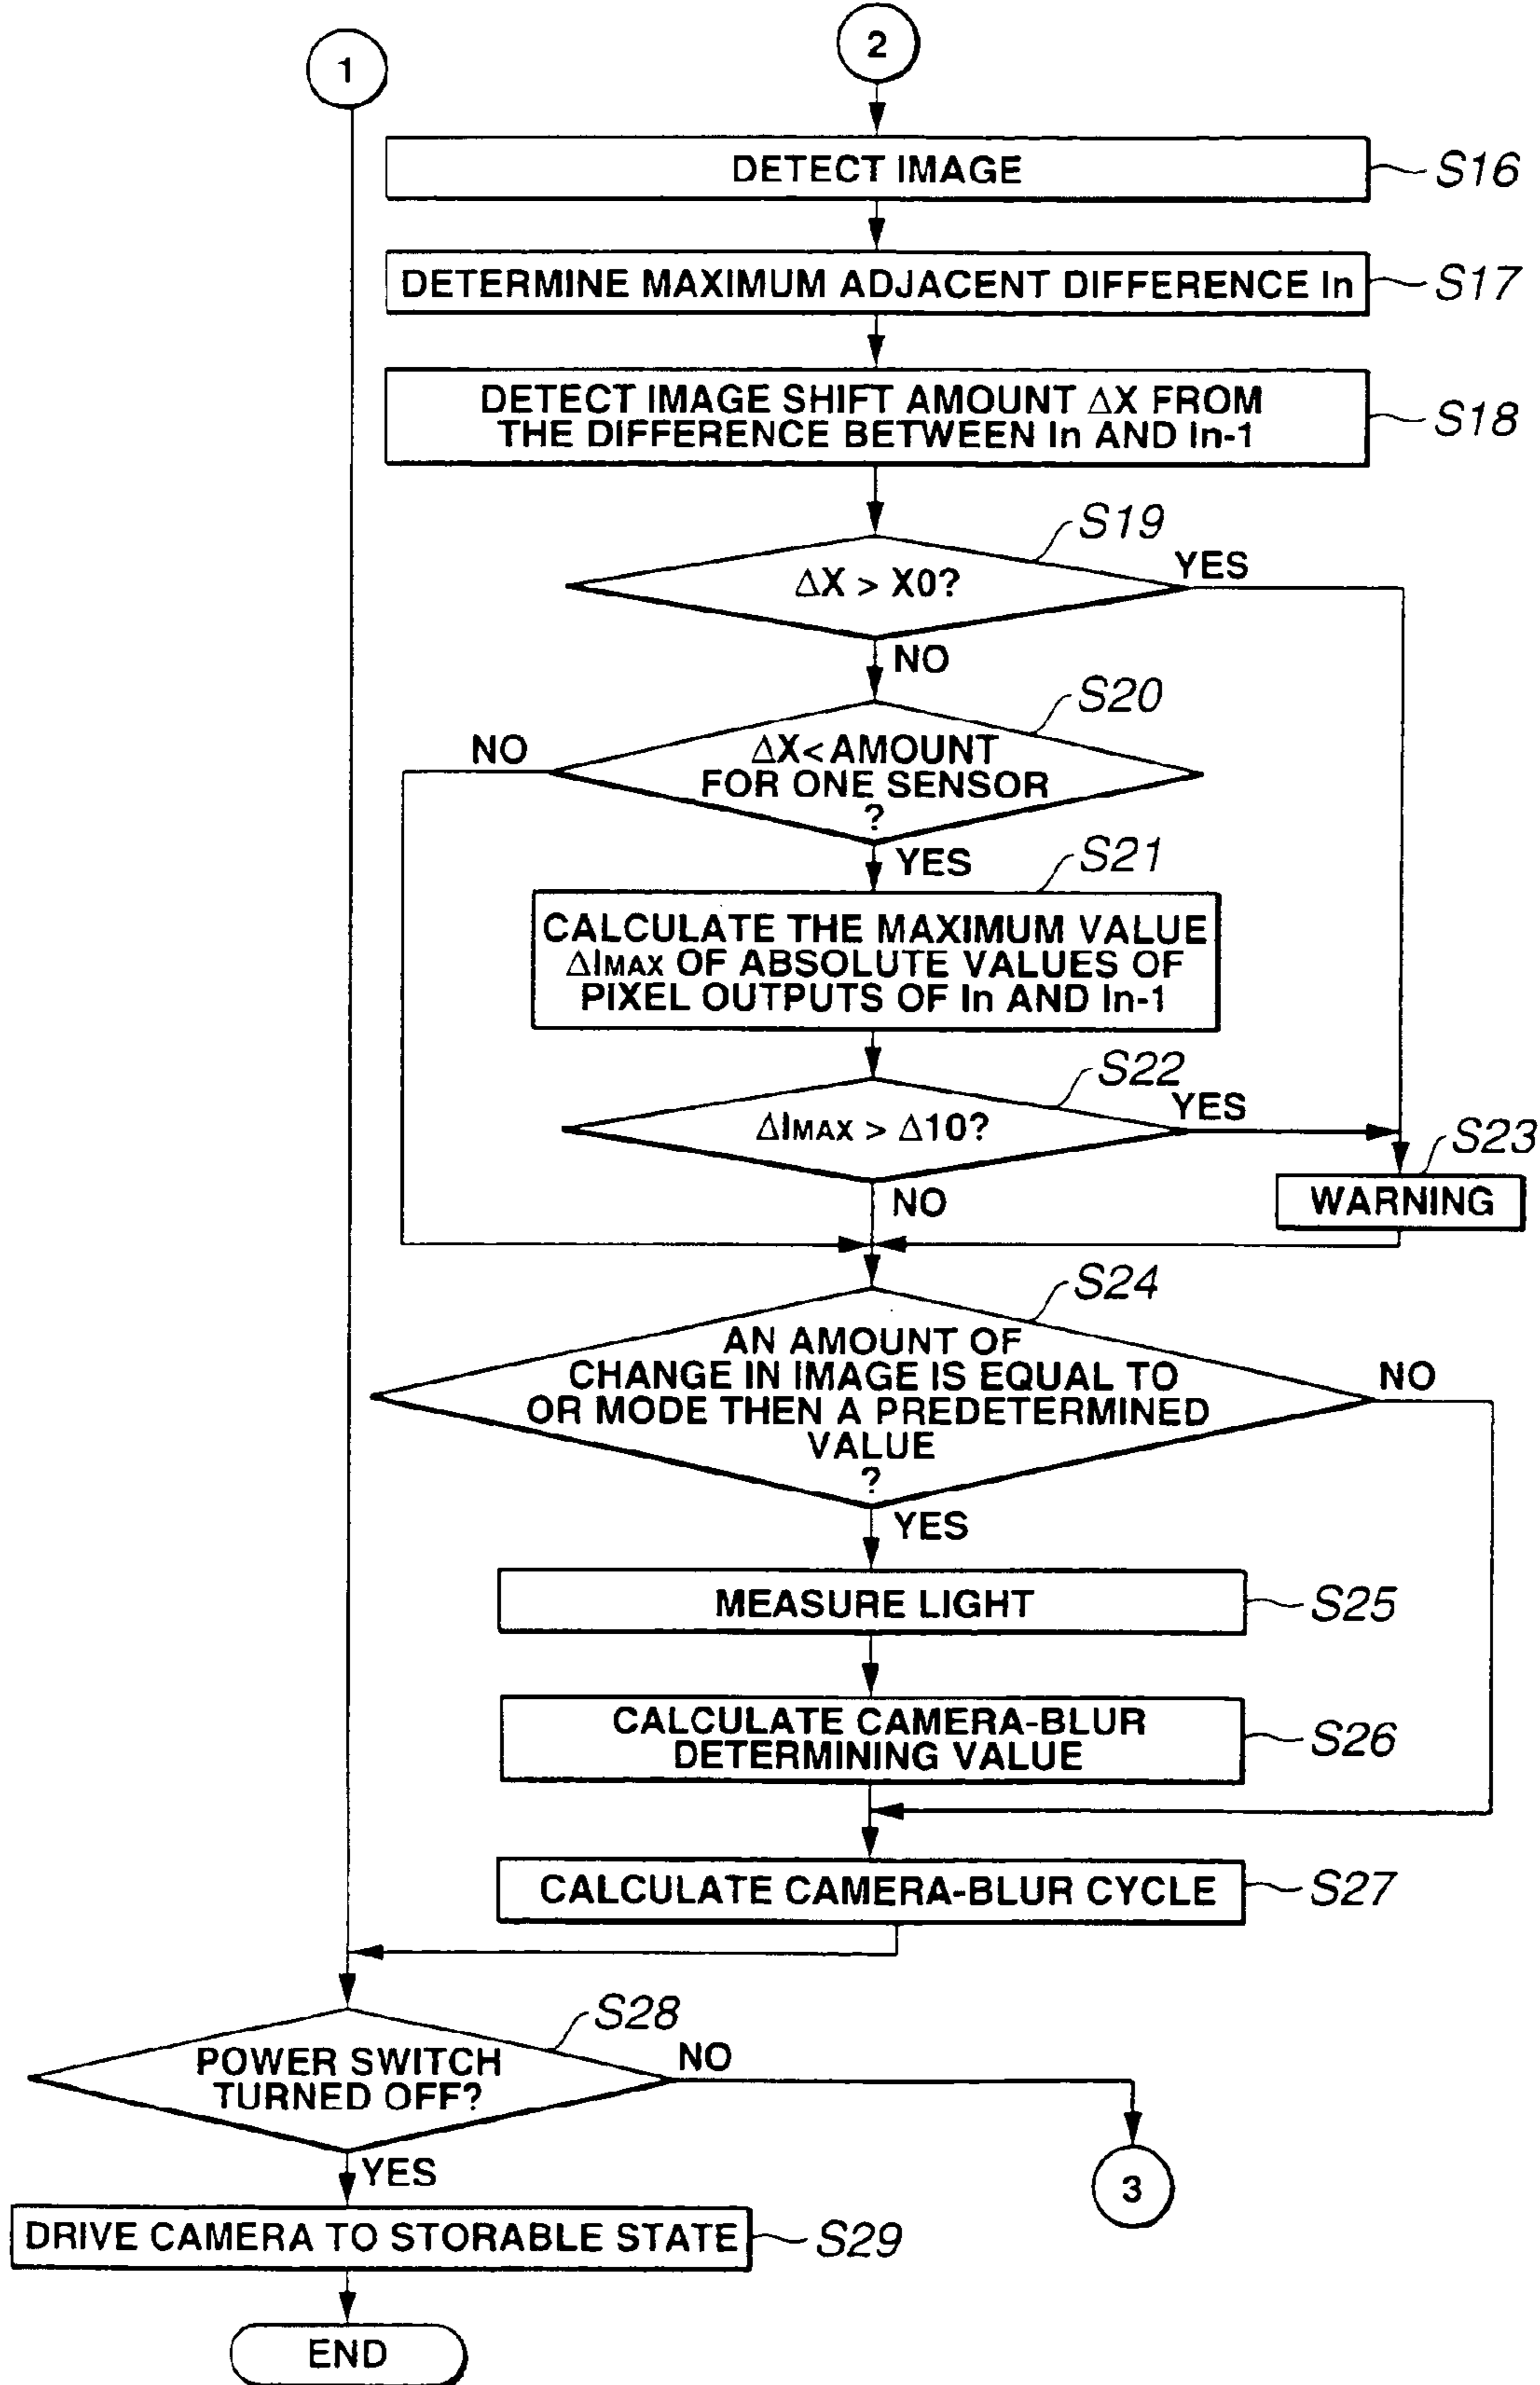 1
2
DETECT IMAGE
S16
DETERMINE MAXIMUM ADJACENT DIFFERENCE In
S17
DETECT IMAGE SHIFT AMOUNT ΔX FROM
THE DIFFERENCE BETWEEN In AND In-1
S18
S19
ΔX > X0?
YES
NO
S20
NO
ΔX<AMOUNT
FOR ONE SENSOR
?
YES
S21
CALCULATE THE MAXIMUM VALUE
ΔIMAX OF ABSOLUTE VALUES OF
PIXEL OUTPUTS OF In AND In-1
S22
ΔIMAX > Δ10?
YES
S23
WARNING
NO
S24
AN AMOUNT OF
CHANGE IN IMAGE IS EQUAL TO
OR MODE THEN A PREDETERMINED
VALUE
?
NO
YES
MEASURE LIGHT
S25
CALCULATE CAMERA-BLUR
DETERMINING VALUE
S26
CALCULATE CAMERA-BLUR CYCLE
S27
S28
POWER SWITCH
TURNED OFF?
NO
YES
3
DRIVE CAMERA TO STORABLE STATE
S29
END